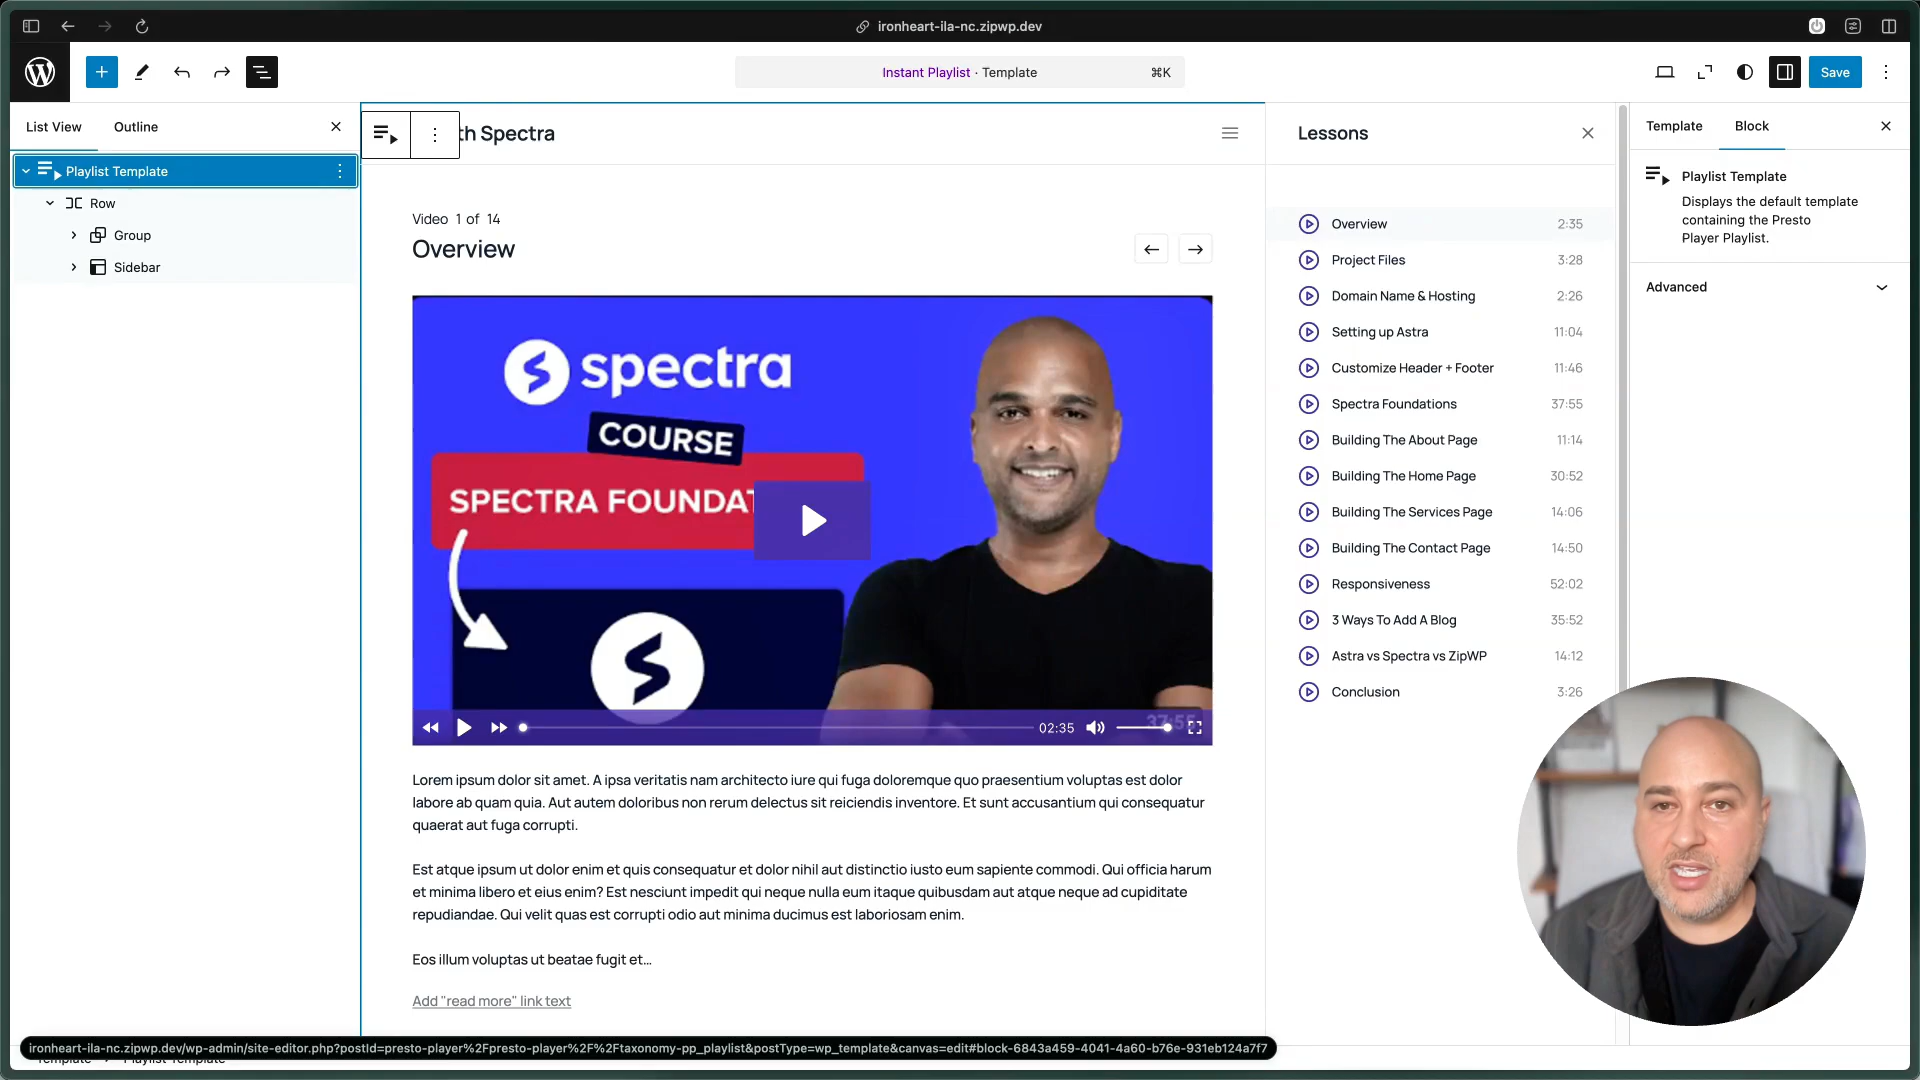 ironheart-ila-nc.zipwp.dev
Instant Playlist · Template
⌘K
Save
List View
Outline
Playlist Template
Row
Group
Sidebar
th Spectra
Video 1 of 14
Overview
spectra
COURSE
SPECTRA FOUNDAT
02:35
37:55
Lorem ipsum dolor sit amet. A ipsa veritatis nam architecto iure qui fuga doloremque quo praesentium voluptas est dolor
labore ab quam quia. Aut autem doloribus non rerum delectus sit reiciendis inventore. Et sunt accusantium qui consequatur
quaerat aut fuga corrupti.
Est atque ipsum ut dolor enim et quis consequatur et dolor nihil aut distinctio iusto eum sapiente commodi. Qui officia harum
et minima libero et eius enim? Est nesciunt impedit qui neque nulla eum itaque quibusdam aut atque neque ad cupiditate
repudiandae. Qui velit quas est corrupti odio aut minima ducimus est laboriosam enim.
Eos illum voluptas ut beatae fugit et…
Add "read more" link text
Lessons
Overview 2:35
Project Files 3:28
Domain Name & Hosting 2:26
Setting up Astra 11:04
Customize Header + Footer 11:46
Spectra Foundations 37:55
Building The About Page 11:14
Building The Home Page 30:52
Building The Services Page 14:06
Building The Contact Page 14:50
Responsiveness 52:02
3 Ways To Add A Blog 35:52
Astra vs Spectra vs ZipWP 14:12
Conclusion 3:26
Template
Block
Playlist Template
Displays the default template
containing the Presto
Player Playlist.
Advanced
ironheart-ila-nc.zipwp.dev/wp-admin/site-editor.php?postId=presto-player%2Fpresto-player%2F%2Ftaxonomy-pp_playlist&postType=wp_template&canvas=edit#block-6843a459-4041-4a60-b76e-931eb124a7f7